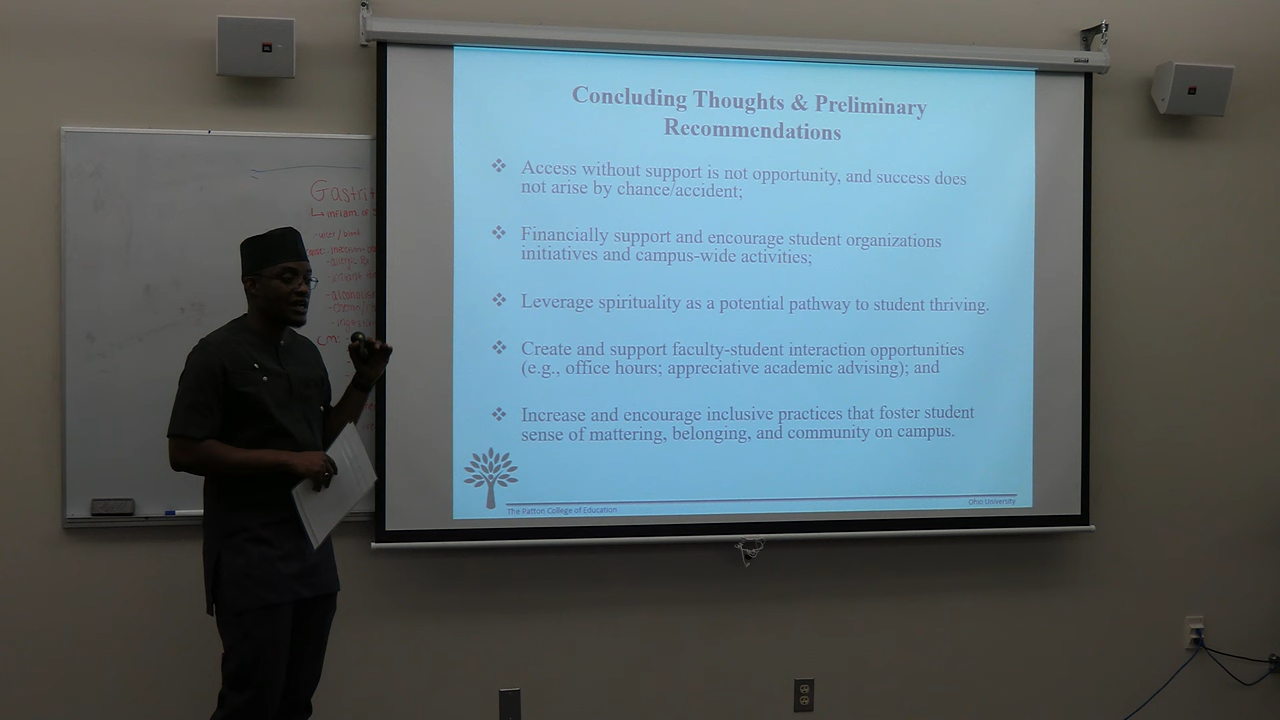 Concluding Thoughts & Preliminary
Recommendations
Access without support is not opportunity, and success does
not arise by chance/accident;
Financially support and encourage student organizations
initiatives and campus-wide activities;
Leverage spirituality as a potential pathway to student thriving.
Create and support faculty-student interaction opportunities
(e.g., office hours; appreciative academic advising); and
Increase and encourage inclusive practices that foster student
sense of mattering, belonging, and community on campus.
The Patton College of Education
Ohio University